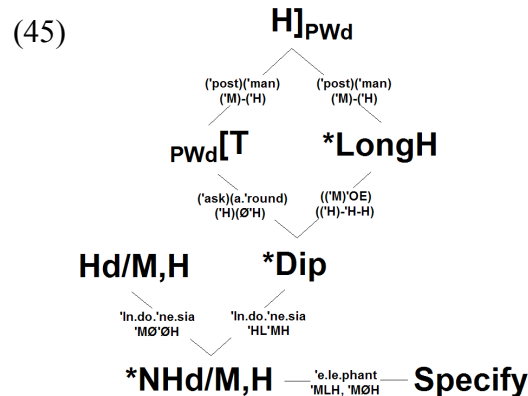 (45)
H]PWd
('post)('man) ('post)('man)
('M)-('H) ('M)-('H)
PWd[T *LongH
('ask)(a.'round) (('M)'OE)
('H)(Ø'H) (('H)-'H-H)
Hd/M,H *Dip
'In.do.'ne.sia 'In.do.'ne.sia
'MØ'ØH 'HL'MH
*NHd/M,H 'e.le.phant Specify
'MLH, 'MØH